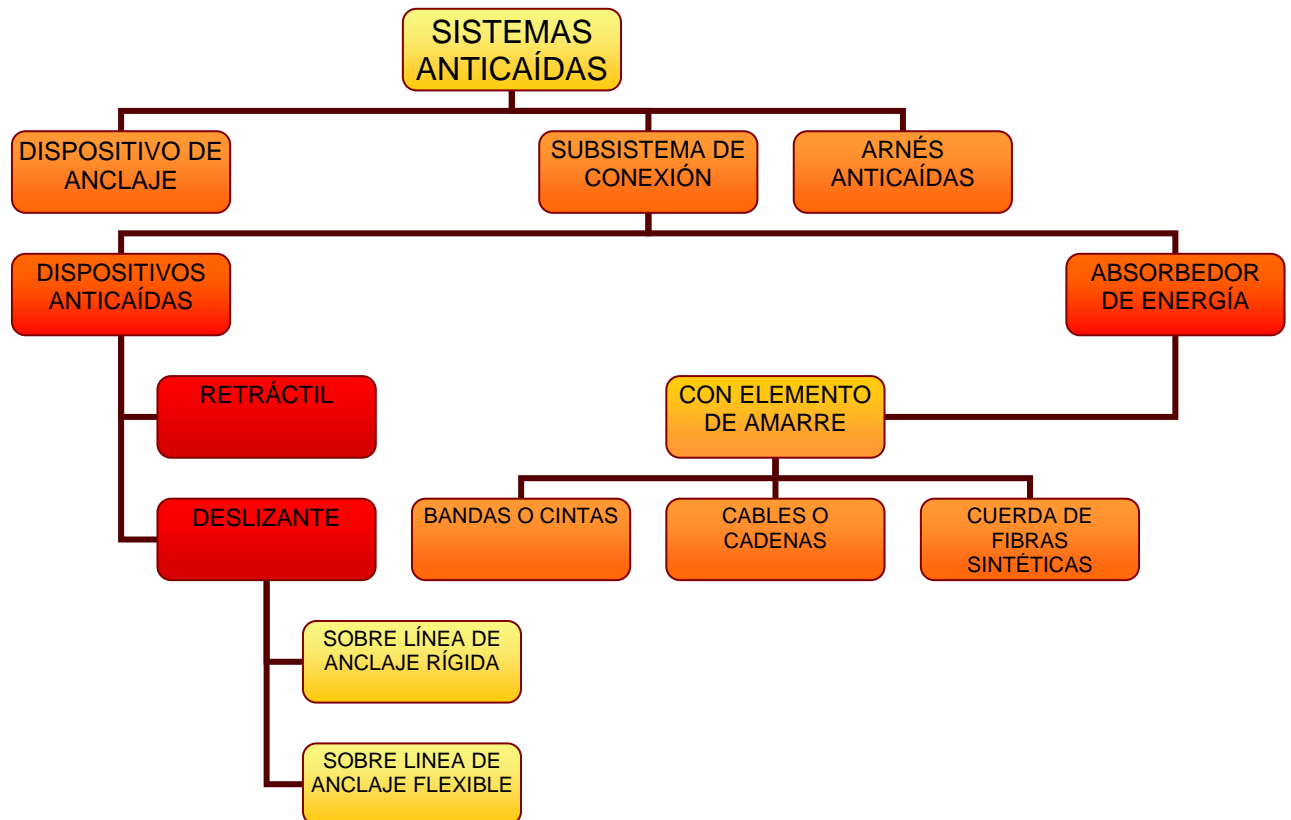 SISTEMAS
ANTICAÍDAS
DISPOSITIVO DE
ANCLAJE
SUBSISTEMA DE
CONEXIÓN
ARNÉS
ANTICAÍDAS
DISPOSITIVOS
ANTICAÍDAS
ABSORBEDOR
DE ENERGÍA
RETRÁCTIL
CON ELEMENTO
DE AMARRE
DESLIZANTE
BANDAS O CINTAS
CABLES O
CADENAS
CUERDA DE
FIBRAS
SINTÉTICAS
SOBRE LÍNEA DE
ANCLAJE RÍGIDA
SOBRE LINEA DE
ANCLAJE FLEXIBLE